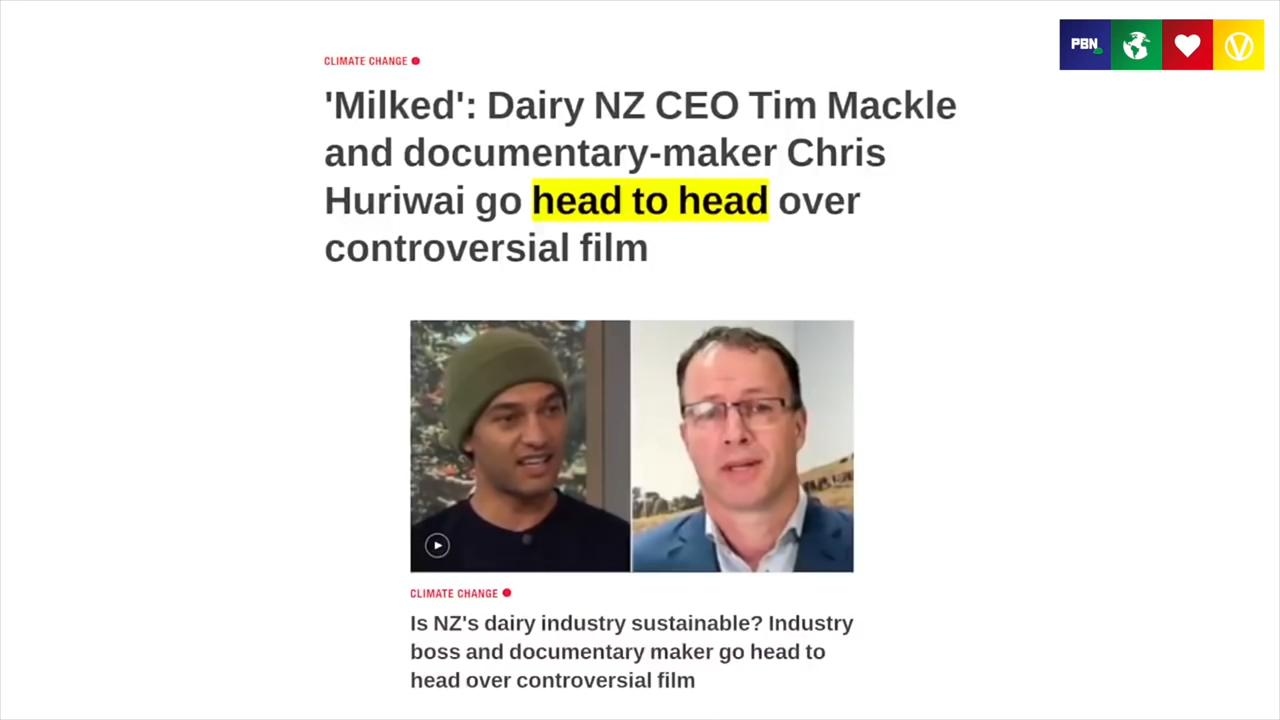 PBN
CLIMATE CHANGE
'Milked': Dairy NZ CEO Tim Mackle
and documentary-maker Chris
Huriwai go head to head over
controversial film
CLIMATE CHANGE
Is NZ's dairy industry sustainable? Industry
boss and documentary maker go head to
head over controversial film